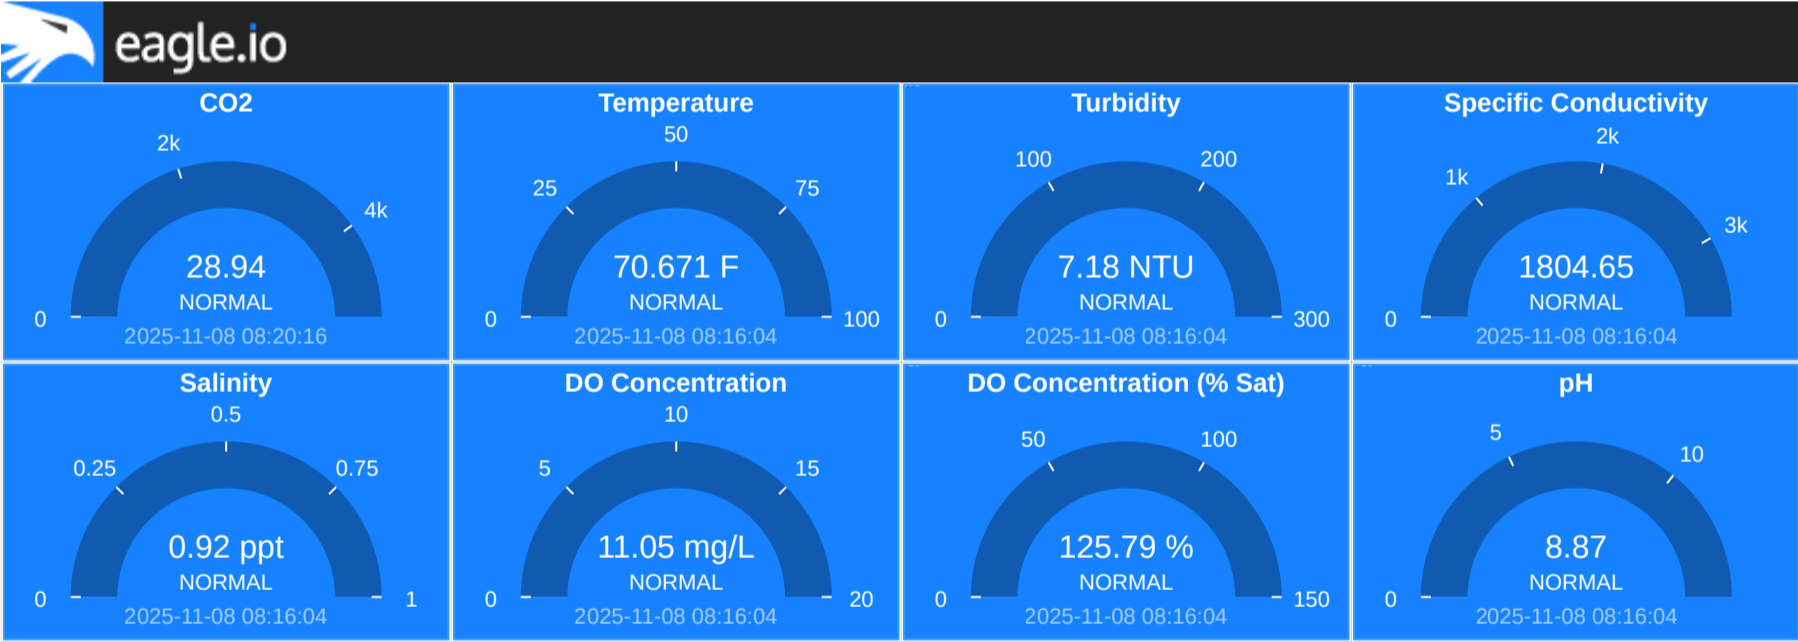 eagle.io
CO2
2k
4k
28.94
NORMAL
0
2025-11-08 08:20:16
Temperature
50
25
75
70.671 F
NORMAL
0
100
2025-11-08 08:16:04
Turbidity
100
200
7.18 NTU
NORMAL
0
300
2025-11-08 08:16:04
Specific Conductivity
2k
1k
3k
1804.65
NORMAL
0
2025-11-08 08:16:04
Salinity
0.5
0.25
0.75
0.92 ppt
NORMAL
0
1
2025-11-08 08:16:04
DO Concentration
10
5
15
11.05 mg/L
NORMAL
0
20
2025-11-08 08:16:04
DO Concentration (% Sat)
50
100
125.79 %
NORMAL
0
150
2025-11-08 08:16:04
pH
5
10
8.87
NORMAL
0
2025-11-08 08:16:04